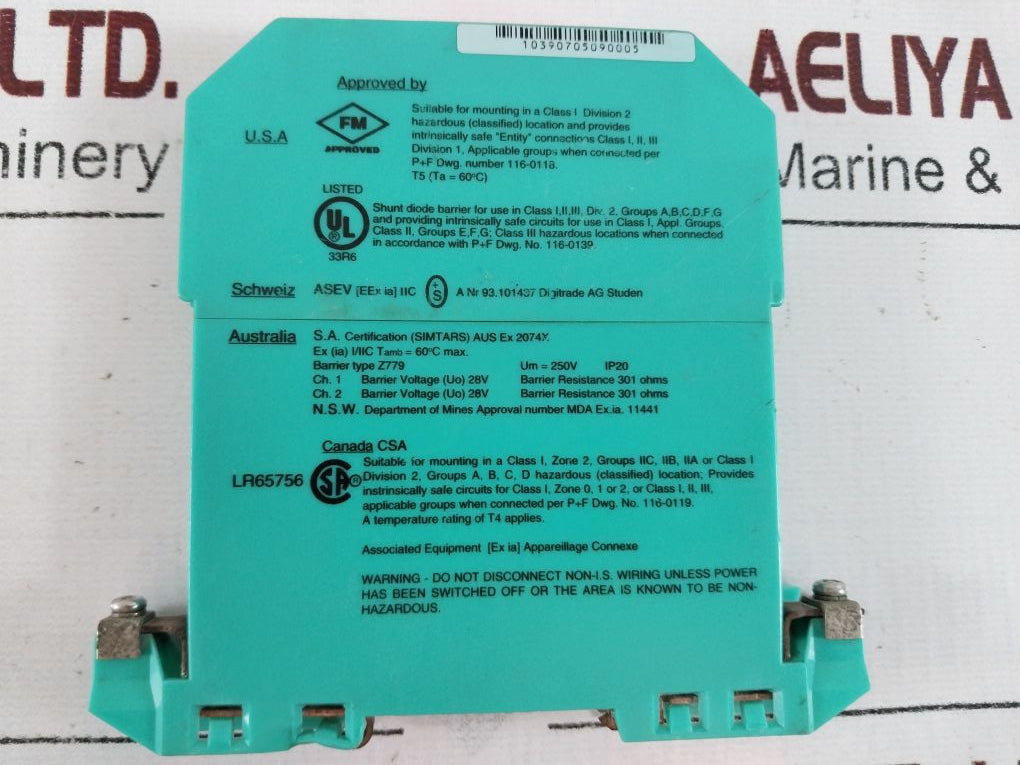 LTD.
AELIYA
hinery
Marine &
10390705090005
Approved by
U.S.A
FM
APPROVED
Suitable for mounting in a Class I Division 2
hazardous (classified) location and provides
intrinsically safe "Entity" connections Class I, II, III
Division 1, Applicable groups when connected per
P+F Dwg. number 116-0118.
T5 (Ta = 60°C)
LISTED
UL ®
33R6
Shunt diode barrier for use in Class I,II,III, Div. 2, Groups A,B,C,D,F,G
and providing intrinsically safe circuits for use in Class I, Appl. Groups,
Class II, Groups E,F,G; Class III hazardous locations when connected
in accordance with P+F Dwg. No. 116-0139.
Schweiz ASEV [EEx ia] IIC +S A Nr 93.101437 Digitrade AG Studen
Australia S.A. Certification (SIMTARS) AUS Ex 2074X
Ex (ia) I/IIC Tamb = 60°C max.
Barrier type Z779 Um = 250V IP20
Ch. 1 Barrier Voltage (Uo) 28V Barrier Resistance 301 ohms
Ch. 2 Barrier Voltage (Uo) 28V Barrier Resistance 301 ohms
N.S.W. Department of Mines Approval number MDA Ex.ia. 11441
Canada CSA
LR65756 SA ®
Suitable for mounting in a Class I, Zone 2, Groups IIC, IIB, IIA or Class I
Division 2, Groups A, B, C, D hazardous (classified) location; Provides
instrinsically safe circuits for Class I, Zone 0, 1 or 2, or Class I, II, III,
applicable groups when connected per P+F Dwg. No. 116-0119.
A temperature rating of T4 applies.
Associated Equipment [Ex ia] Appareillage Connexe
WARNING - DO NOT DISCONNECT NON-I.S. WIRING UNLESS POWER
HAS BEEN SWITCHED OFF OR THE AREA IS KNOWN TO BE NON-
HAZARDOUS.